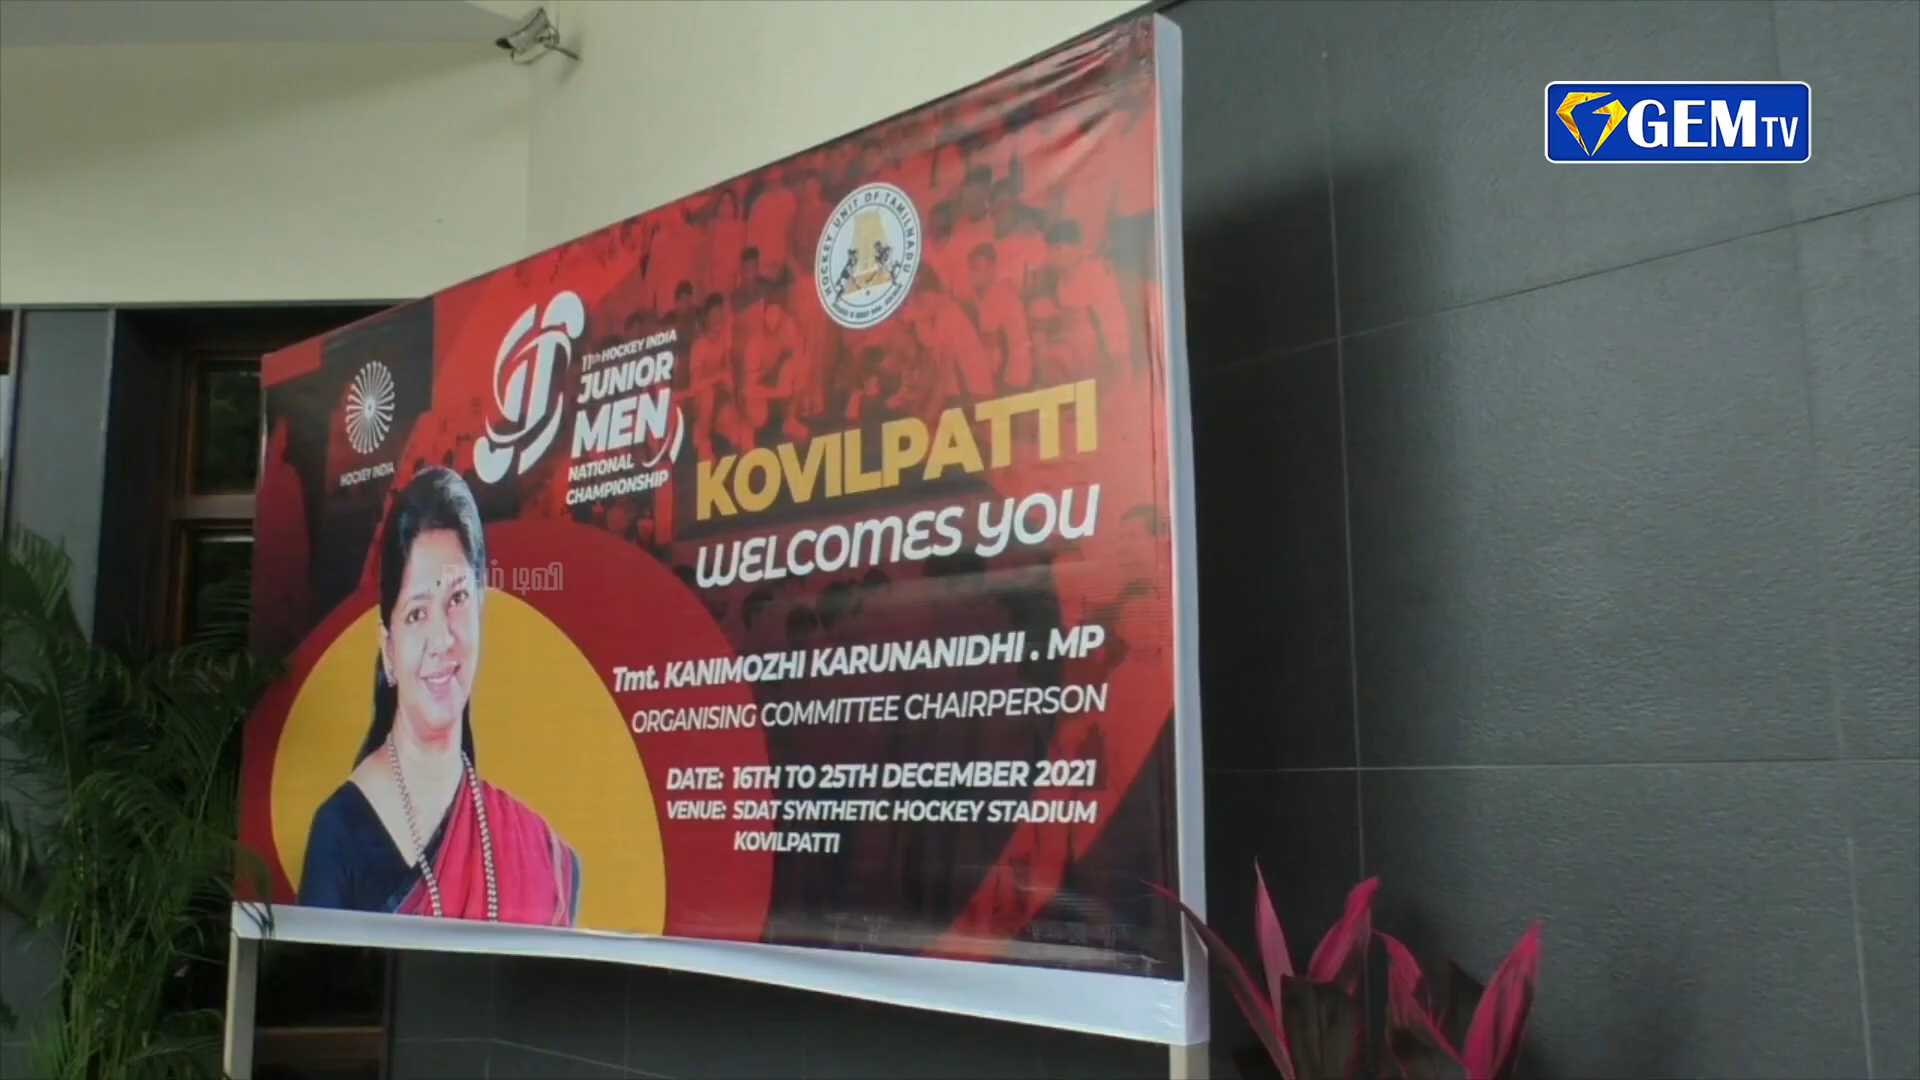 GEM TV
HOCKEY UNIT OF TAMILNADU
HOCKEY INDIA
11th HOCKEY INDIA
JUNIOR
MEN
NATIONAL
CHAMPIONSHIP
KOVILPATTI
WELCOMES YOU
டிவி
Tmt. KANIMOZHI KARUNANIDHI . MP
ORGANISING COMMITTEE CHAIRPERSON
DATE: 16TH TO 25TH DECEMBER 2021
VENUE: SDAT SYNTHETIC HOCKEY STADIUM
KOVILPATTI